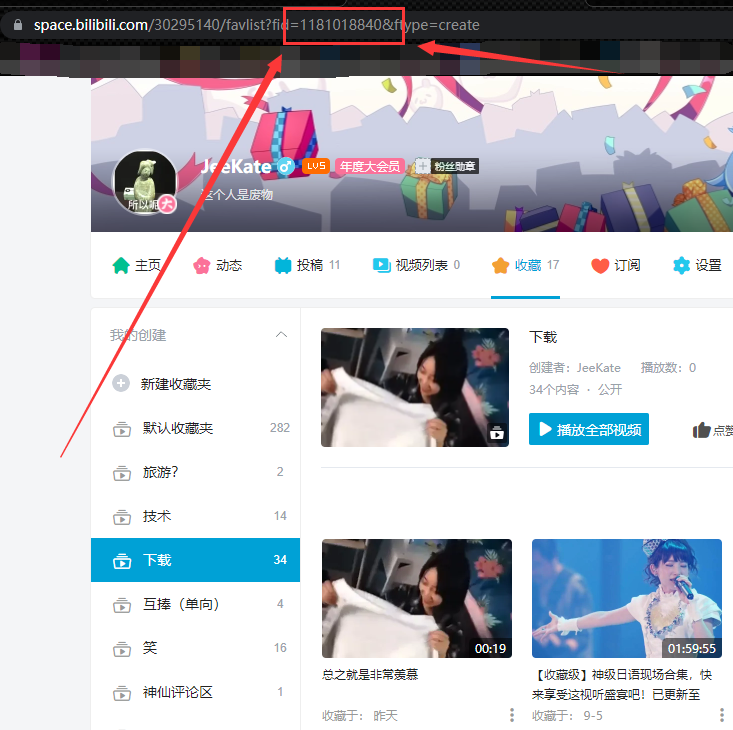 space.bilibili.com/30295140/favlist?fid=1181018840&ftype=create
JeeKate LV5 年度大会员 粉丝勋章
这个人是废物
所以呢
大
主页 动态 投稿 11 视频列表 0 收藏 17 订阅 设置
我的创建
新建收藏夹
默认收藏夹 282
旅游? 2
技术 14
下载 34
互捧（单向） 4
笑 16
神仙评论区 1
下载
创建者：JeeKate 播放数：0
34个内容 · 公开
播放全部视频 点赞
00:19
总之就是非常羡慕
收藏于： 昨天
01:59:55
【收藏级】神级日语现场合集，快
来享受这视听盛宴吧！已更新至
收藏于： 9-5